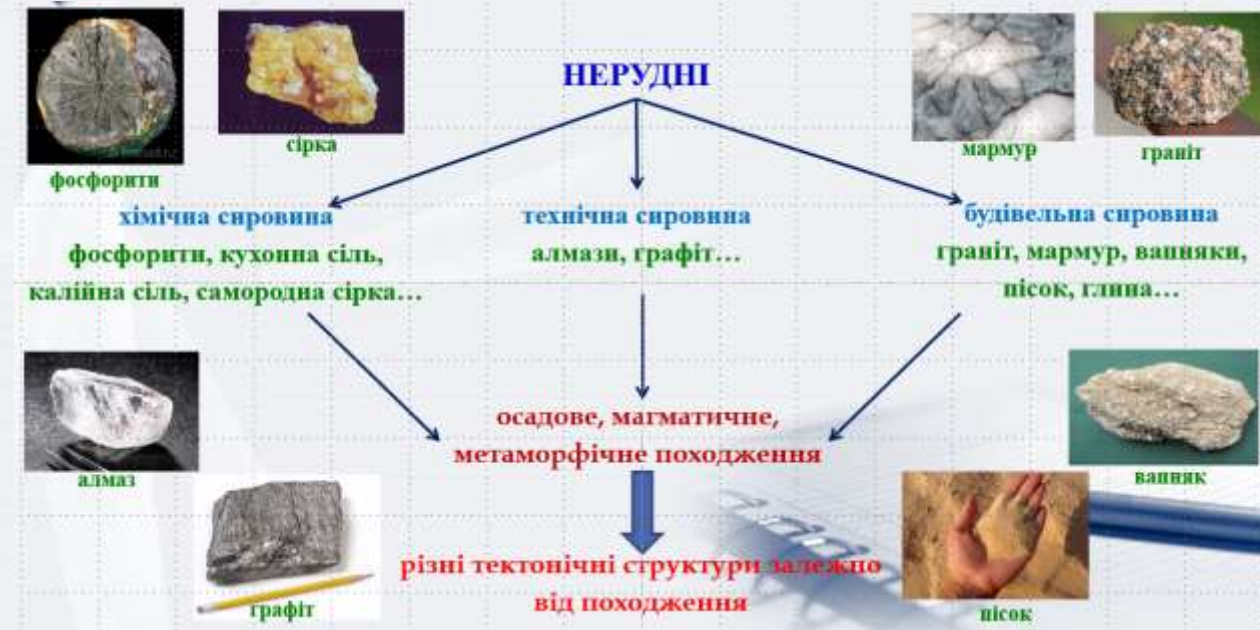 фосфорити
сірка
НЕРУДНІ
мармур
граніт
хімічна сировина
фосфорити, кухонна сіль,
калійна сіль, самородна сірка...
технічна сировина
алмази, графіт...
будівельна сировина
граніт, мармур, вапняки,
пісок, глина...
осадове, магматичне,
метаморфічне походження
алмаз
графіт
вапняк
пісок
різні тектонічні структури залежно
від походження